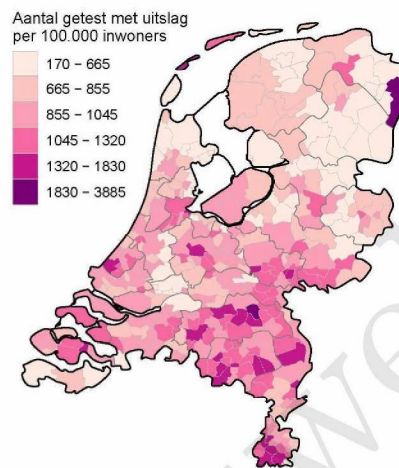 Aantal getest met uitslag
per 100.000 inwoners
170 – 665
665 – 855
855 – 1045
1045 – 1320
1320 – 1830
1830 – 3885